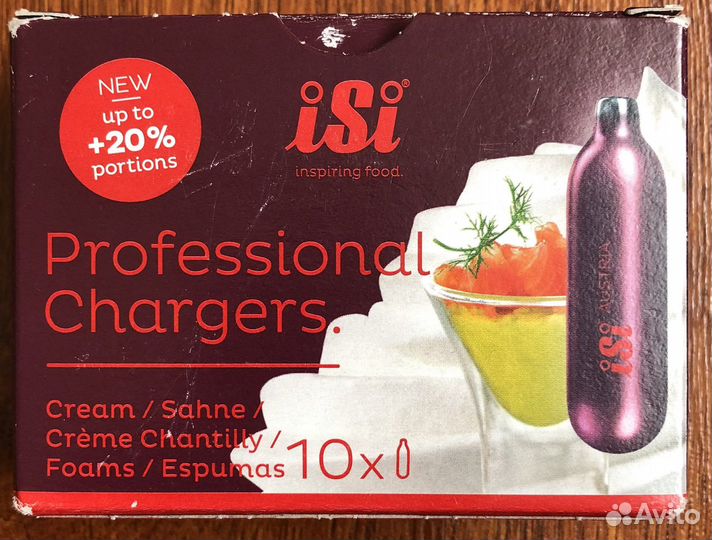 NEW
up to
+20%
portions
iSi®
inspiring food.
Professional
Chargers.
Cream / Sahne /
Crème Chantilly /
Foams / Espumas
10x
iSi AUSTRIA
Avito